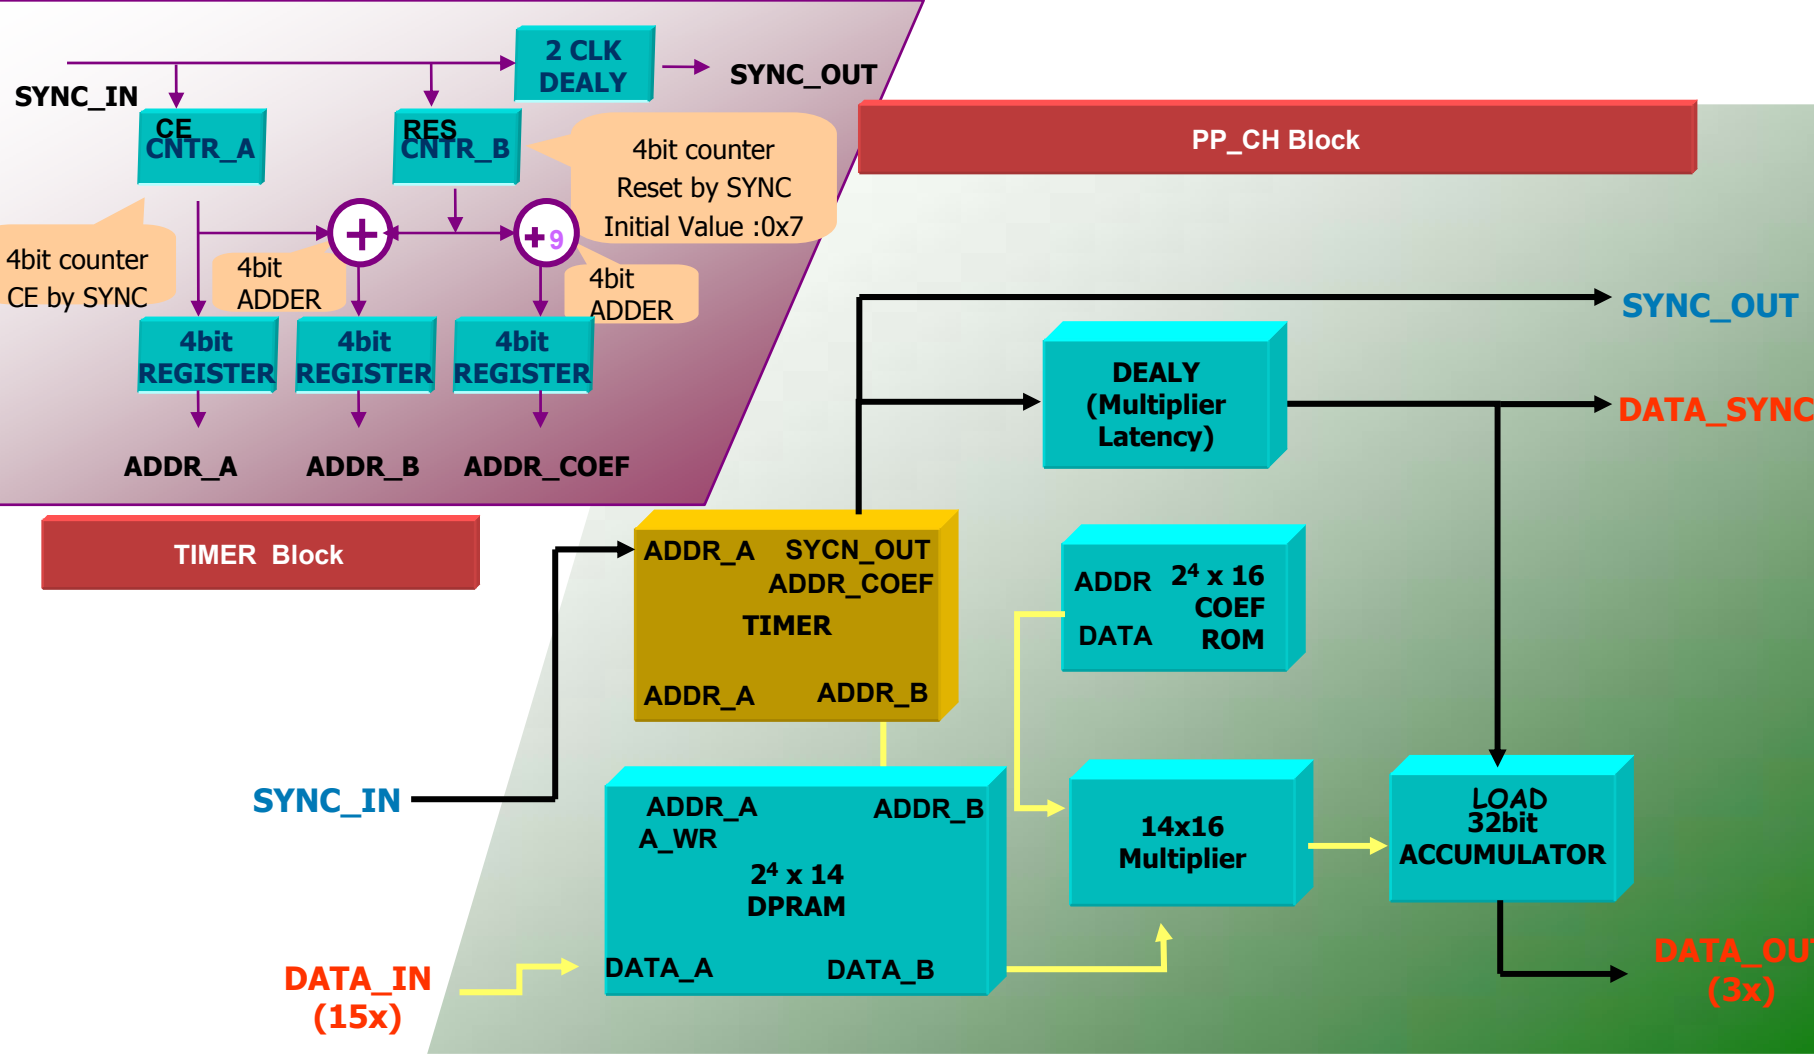 SYNC_IN
2 CLK
DEALY
SYNC_OUT
CE
CNTR_A
RES
CNTR_B
4bit counter
Reset by SYNC
Initial Value :0x7
4bit counter
CE by SYNC
+
+9
4bit
ADDER
4bit
ADDER
4bit
REGISTER
4bit
REGISTER
4bit
REGISTER
ADDR_A
ADDR_B
ADDR_COEF
TIMER Block
PP_CH Block
SYNC_OUT
DEALY
(Multiplier
Latency)
DATA_SYNC
ADDR_A
SYCN_OUT
ADDR_COEF
TIMER
ADDR_A
ADDR_B
ADDR
DATA
2⁴ x 16
COEF
ROM
SYNC_IN
ADDR_A
A_WR
ADDR_B
2⁴ x 14
DPRAM
DATA_A
DATA_B
14x16
Multiplier
LOAD
32bit
ACCUMULATOR
DATA_IN
(15x)
DATA_OUT
(3x)